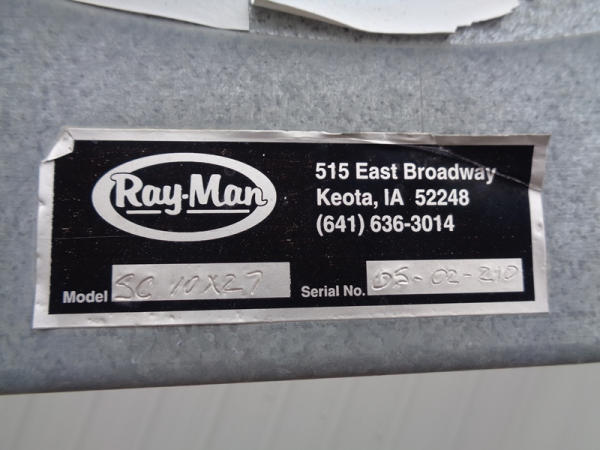 Ray-Man
515 East Broadway
Keota, IA 52248
(641) 636-3014
Model SC 10X27
Serial No. 05-02-210